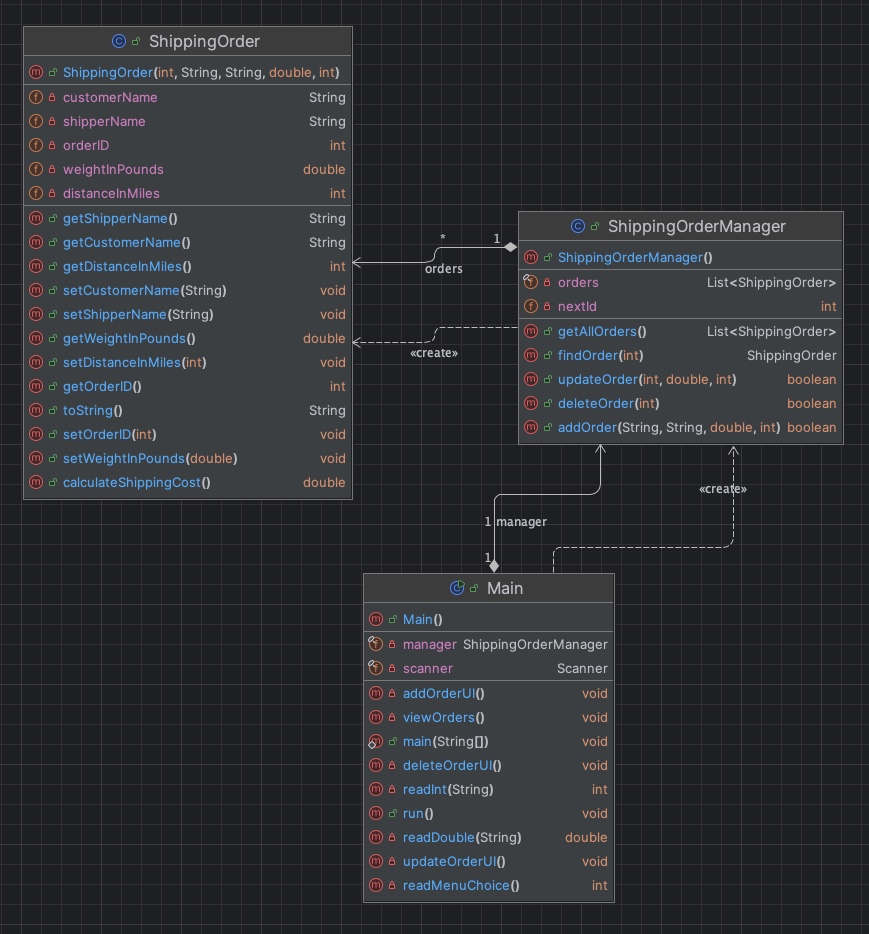 ShippingOrder
ShippingOrder(int, String, String, double, int)
customerName String
shipperName String
orderID int
weightInPounds double
distanceInMiles int
getShipperName() String
getCustomerName() String
getDistanceInMiles() int
setCustomerName(String) void
setShipperName(String) void
getWeightInPounds() double
setDistanceInMiles(int) void
getOrderID() int
toString() String
setOrderID(int) void
setWeightInPounds(double) void
calculateShippingCost() double
* 1
orders
«create»
ShippingOrderManager
ShippingOrderManager()
orders List<ShippingOrder>
nextId int
getAllOrders() List<ShippingOrder>
findOrder(int) ShippingOrder
updateOrder(int, double, int) boolean
deleteOrder(int) boolean
addOrder(String, String, double, int) boolean
«create»
1 manager
1
Main
Main()
manager ShippingOrderManager
scanner Scanner
addOrderUI() void
viewOrders() void
main(String[]) void
deleteOrderUI() void
readInt(String) int
run() void
readDouble(String) double
updateOrderUI() void
readMenuChoice() int